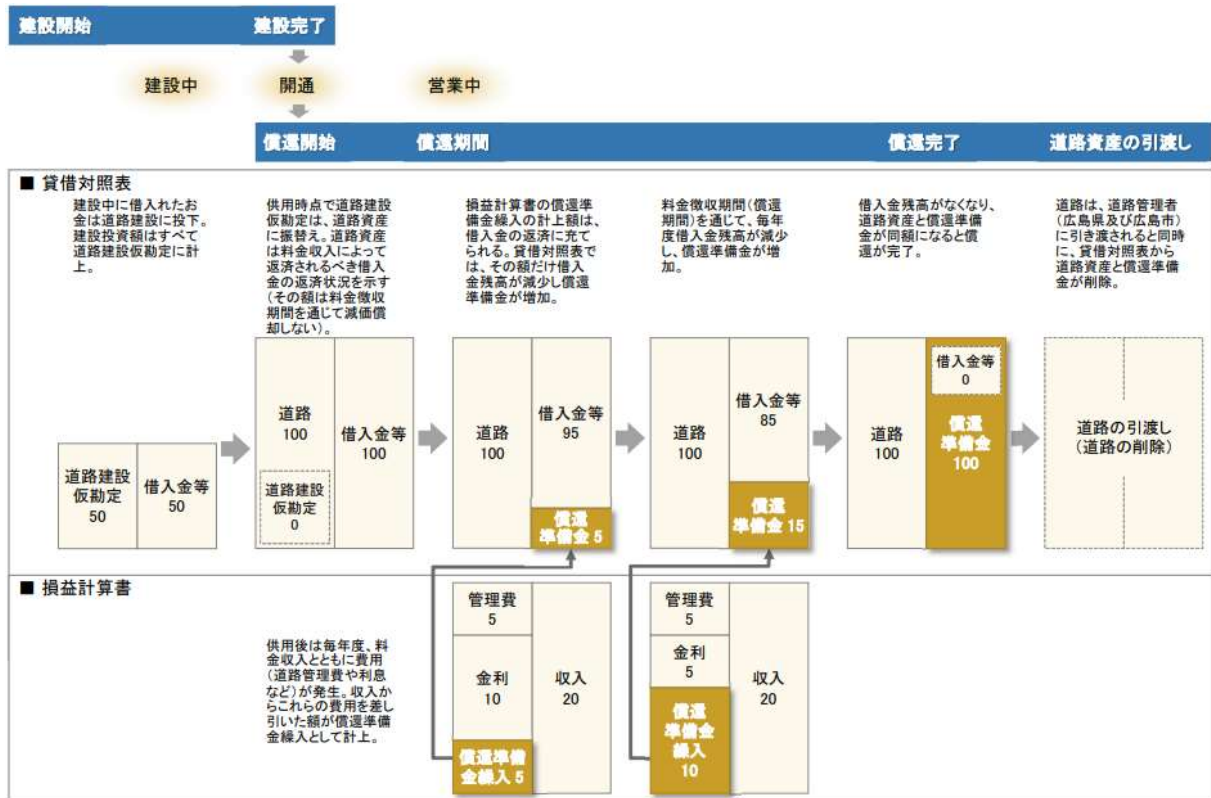 建設開始
建設完了
建設中
開通
営業中
償還開始
償還期間
償還完了
道路資産の引渡し
■ 貸借対照表
建設中に借入れたお
金は道路建設に投下。
建設投資額はすべて
道路建設仮勘定に計
上。
供用時点で道路建設
仮勘定は、道路資産
に振替え。道路資産
は料金収入によって
返済されるべき借入
金の返済状況を示す
(その額は料金徴収
期間を通じて減価償
却しない)。
損益計算書の償還準
備金繰入の計上額は、
借入金の返済に充て
られる。貸借対照表で
は、その額だけ借入
金残高が減少し償還
準備金が増加。
料金徴収期間(償還
期間)を通じて、毎年
度借入金残高が減少
し、償還準備金が増
加。
借入金残高がなくなり、
道路資産と償還準備
金が同額になると償
還が完了。
道路は、道路管理者
(広島県及び広島市)
に引き渡されると同時
に、貸借対照表から
道路資産と償還準備
金が削除。
道路建設
仮勘定
50
借入金等
50
道路
100
道路建設
仮勘定
0
借入金等
100
道路
100
借入金等
95
償還
準備金 5
道路
100
借入金等
85
償還
準備金 15
道路
100
借入金等
0
償還
準備金
100
道路の引渡し
(道路の削除)
■ 損益計算書
供用後は毎年度、料
金収入とともに費用
(道路管理費や利息
など)が発生。収入か
らこれらの費用を差し
引いた額が償還準備
金繰入として計上。
管理費
5
金利
10
償還準備
金繰入 5
収入
20
管理費
5
金利
5
償還
準備金
繰入
10
収入
20